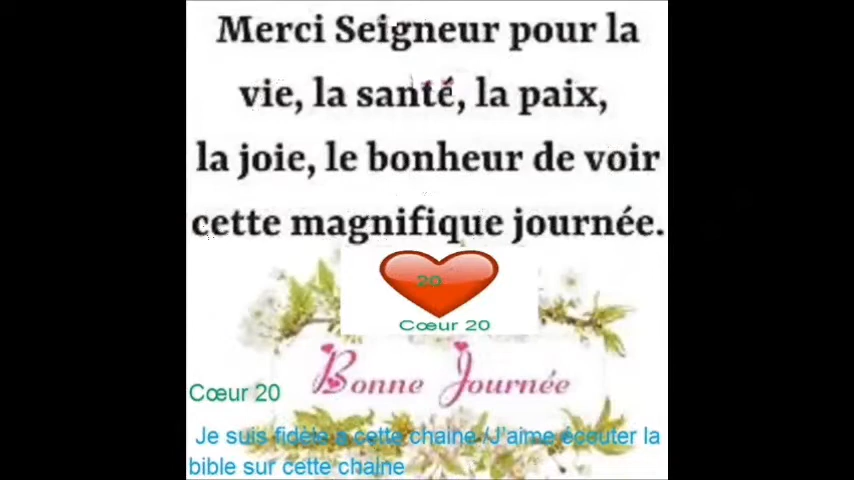 Merci Seigneur pour la
vie, la santé, la paix,
la joie, le bonheur de voir
cette magnifique journée.
20
Cœur 20
Bonne Journée
Cœur 20
Je suis fidèle a cette chaine /J'aime écouter la
bible sur cette chaine